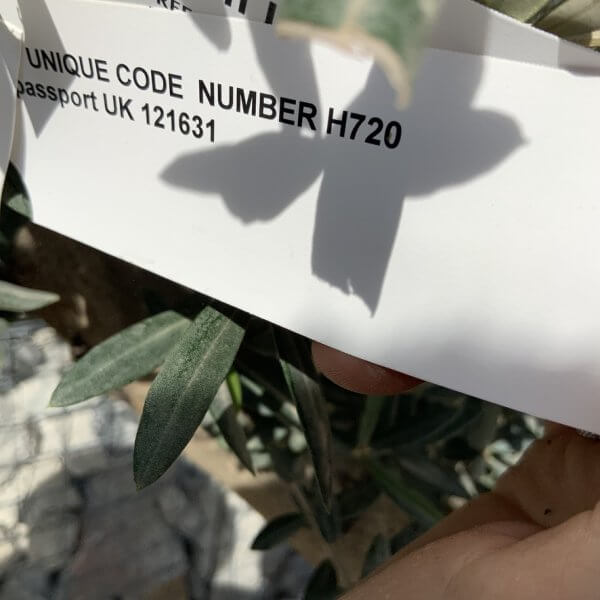 UNIQUE CODE NUMBER H720
passport UK 121631